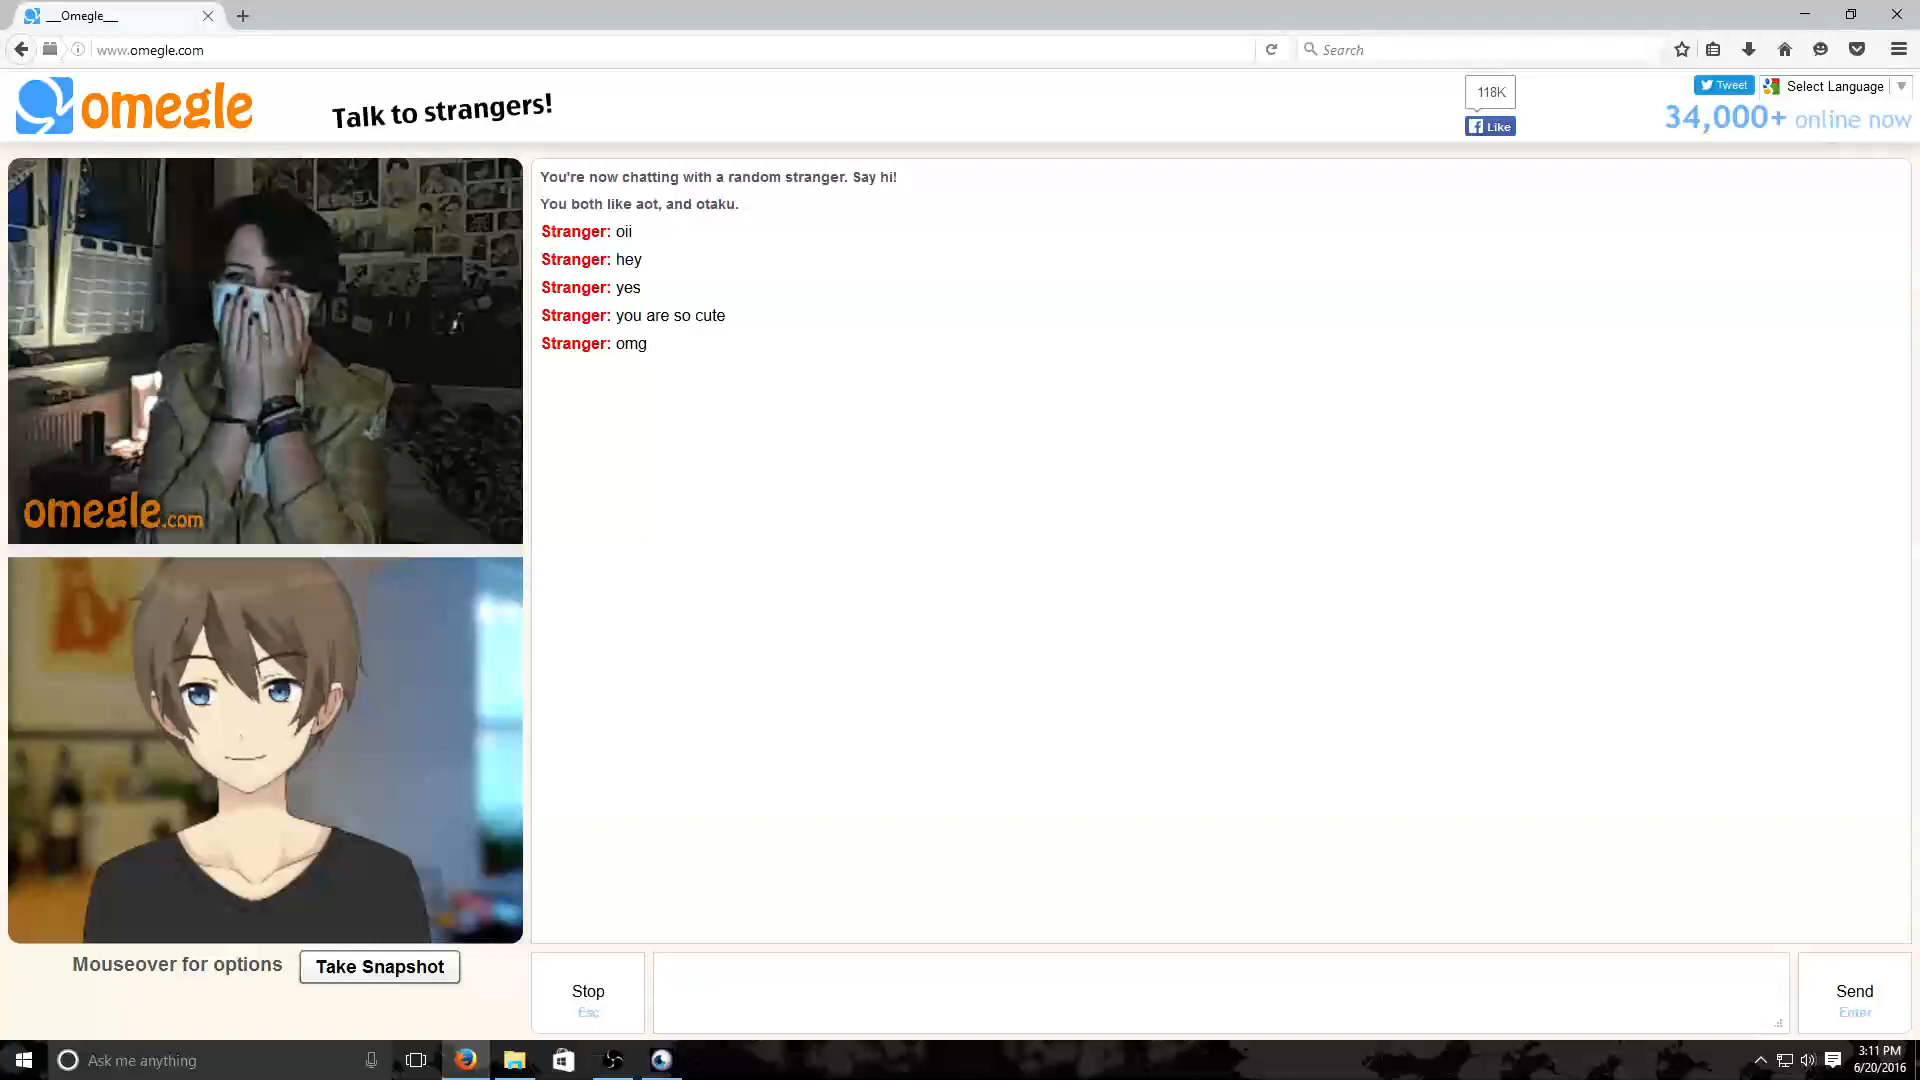 __Omegle__
www.omegle.com
Search
omegle
Talk to strangers!
118K
Like
Tweet
Select Language
34,000+ online now
omegle.com
You're now chatting with a random stranger. Say hi!
You both like aot, and otaku.
Stranger: oii
Stranger: hey
Stranger: yes
Stranger: you are so cute
Stranger: omg
Mouseover for options
Take Snapshot
Stop
Esc
Send
Enter
Ask me anything
3:11 PM
6/20/2016